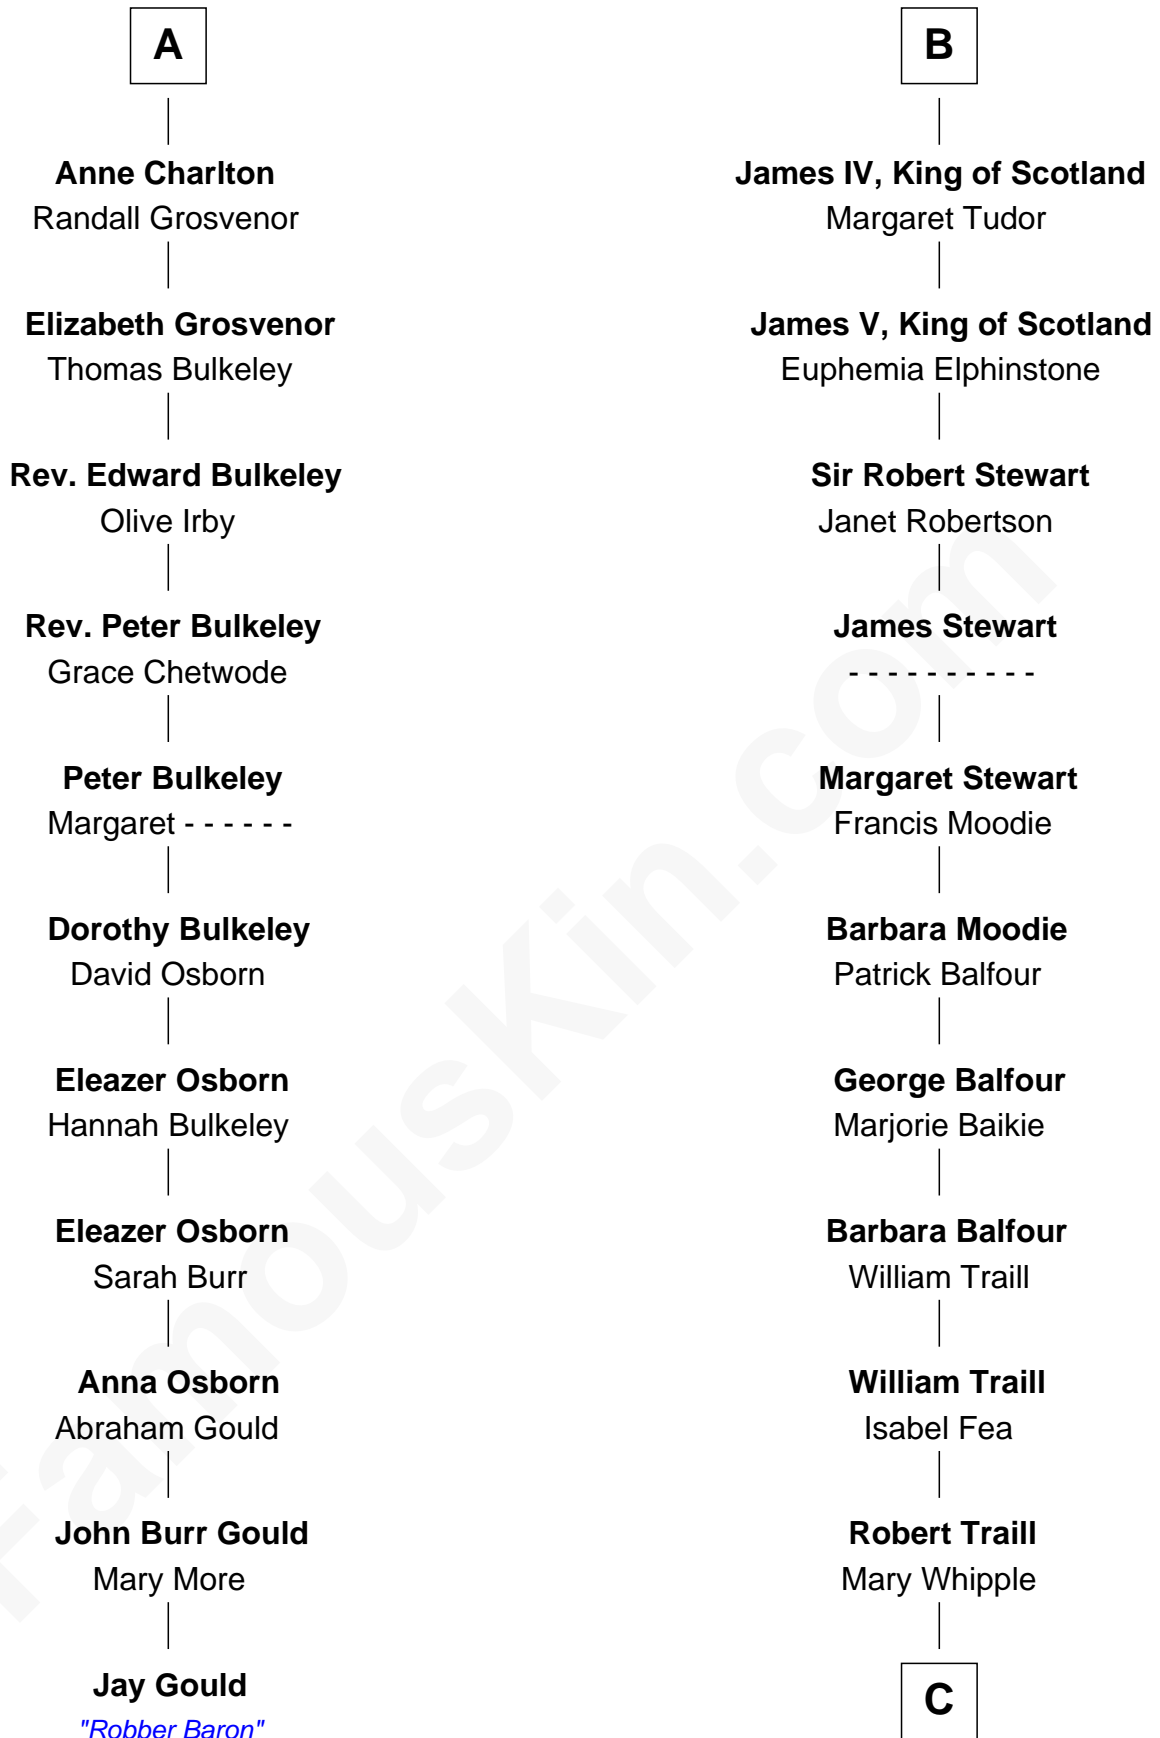 A
Anne Charlton
Randall Grosvenor
Elizabeth Grosvenor
Thomas Bulkeley
Rev. Edward Bulkeley
Olive Irby
Rev. Peter Bulkeley
Grace Chetwode
Peter Bulkeley
Margaret - - - - - -
Dorothy Bulkeley
David Osborn
Eleazer Osborn
Hannah Bulkeley
Eleazer Osborn
Sarah Burr
Anna Osborn
Abraham Gould
John Burr Gould
Mary More
Jay Gould
"Robber Baron"
B
James IV, King of Scotland
Margaret Tudor
James V, King of Scotland
Euphemia Elphinstone
Sir Robert Stewart
Janet Robertson
James Stewart
- - - - - - - - - -
Margaret Stewart
Francis Moodie
Barbara Moodie
Patrick Balfour
George Balfour
Marjorie Baikie
Barbara Balfour
William Traill
William Traill
Isabel Fea
Robert Traill
Mary Whipple
C
FamousKin.com